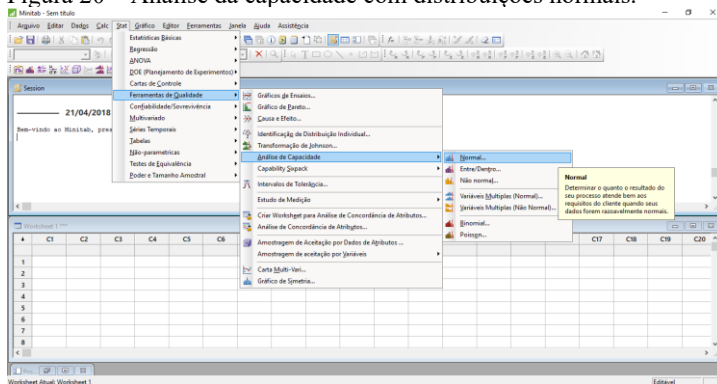 Figura 20 – Análise da capacidade com distribuições normais.
Minitab - Sem título
Arquivo Editar Dados Calc Stat Gráfico Editor Ferramentas Janela Ajuda Assistência
Estatísticas Básicas
Regressão
ANOVA
DOE (Planejamento de Experimentos)
Cartas de Controle
Ferramentas de Qualidade
Confiabilidade/Sovrevivência
Multivariado
Séries Temporais
Tabelas
Não-parametricas
Testes de Equivalência
Poder e Tamanho Amostral
Session
21/04/2018
Bem-vindo ao Minitab, pres
Gráficos de Ensaios...
Gráfico de Pareto...
Causa e Efeito...
Identificação de Distribuição Individual...
Transformação de Johnson...
Análise de Capacidade
Capability Sixpack
Intervalos de Tolerância...
Estudo de Medição
Criar Worksheet para Análise de Concordância de Atributos...
Análise de Concordância de Atributos...
Amostragem de Aceitação por Dados de Atributos ...
Amostragem de aceitação por Variáveis
Carta Multi-Vari...
Gráfico de Simetria...
Normal...
Entre/Dentro...
Não normal...
Variáveis Multiplas (Normal)...
Variáveis Multiplas (Não Normal)...
Binomial...
Poisson...
Normal
Determinar o quanto o resultado do
seu processo atende bem aos
requisitos do cliente quando seus
dados forem razoavelmente normais.
Worksheet 1 ***
C1 C2 C3 C4 C5 C6 C17 C18 C19 C20
1
2
3
4
5
6
7
8
Worksheet Atual: Worksheet 1
Editável